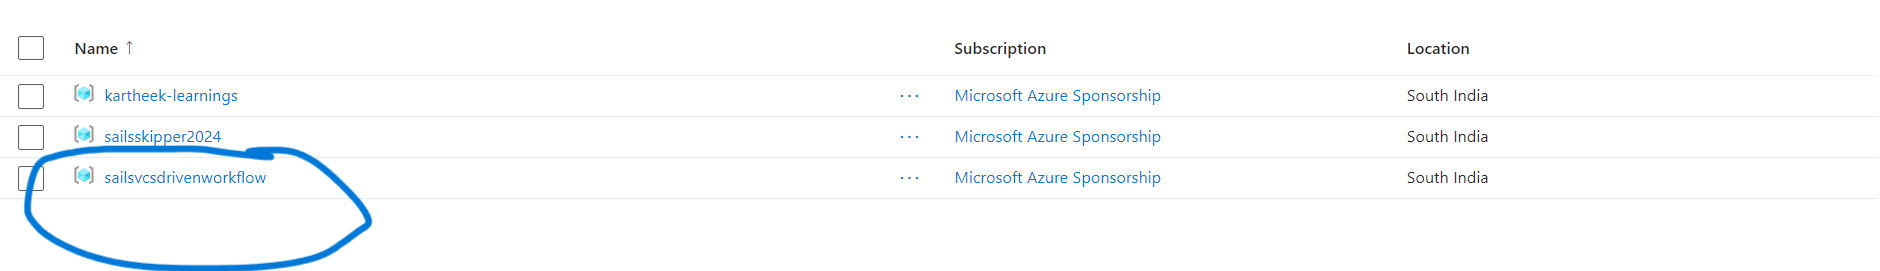 Name ↑ Subscription Location
kartheek-learnings ··· Microsoft Azure Sponsorship South India
sailsskipper2024 ··· Microsoft Azure Sponsorship South India
sailsvcsdrivenworkflow ··· Microsoft Azure Sponsorship South India